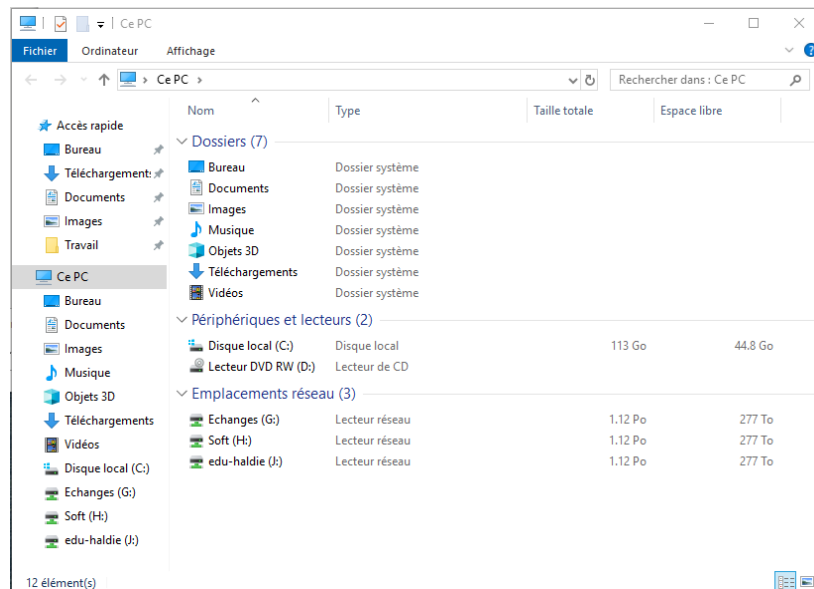 Ce PC
Fichier Ordinateur Affichage
Ce PC
Rechercher dans : Ce PC
Accès rapide
Bureau
Téléchargement
Documents
Images
Travail
Ce PC
Bureau
Documents
Images
Musique
Objets 3D
Téléchargements
Vidéos
Disque local (C:)
Echanges (G:)
Soft (H:)
edu-haldie (J:)
Nom Type Taille totale Espace libre
Dossiers (7)
Bureau Dossier système
Documents Dossier système
Images Dossier système
Musique Dossier système
Objets 3D Dossier système
Téléchargements Dossier système
Vidéos Dossier système
Périphériques et lecteurs (2)
Disque local (C:) Disque local 113 Go 44.8 Go
Lecteur DVD RW (D:) Lecteur de CD
Emplacements réseau (3)
Echanges (G:) Lecteur réseau 1.12 Po 277 To
Soft (H:) Lecteur réseau 1.12 Po 277 To
edu-haldie (J:) Lecteur réseau 1.12 Po 277 To
12 élément(s)